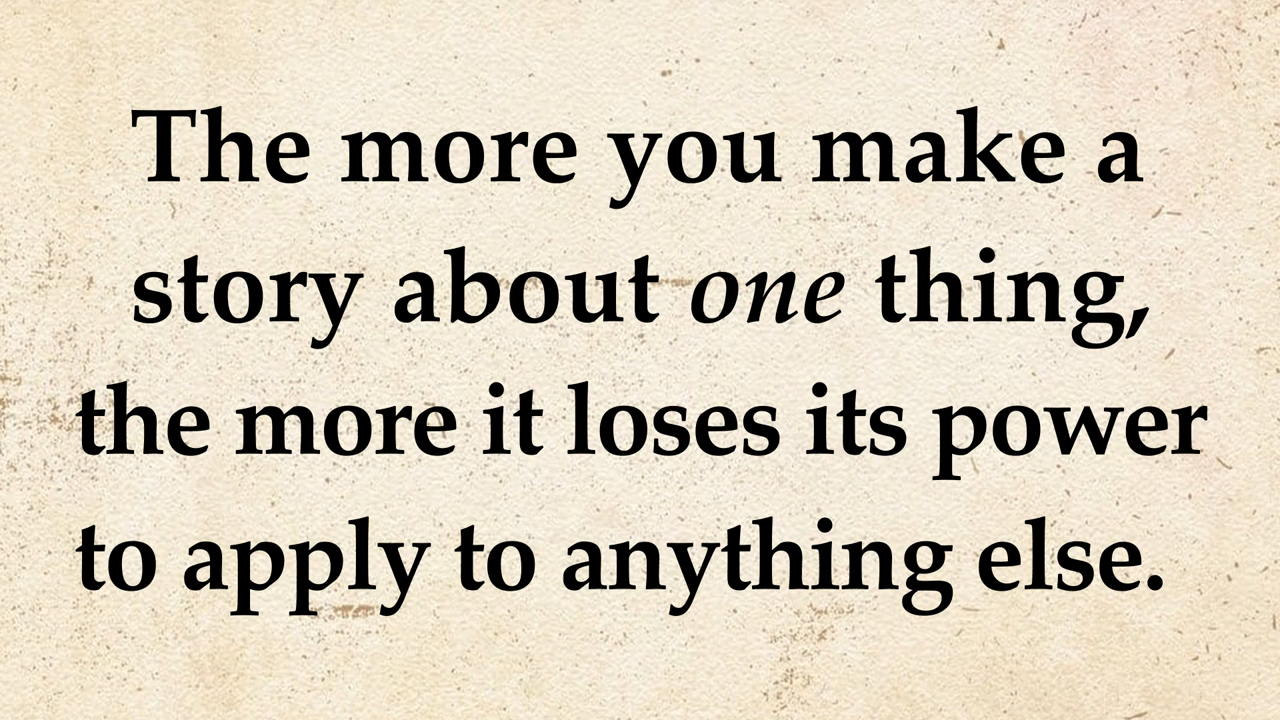 The more you make a
story about one thing,
the more it loses its power
to apply to anything else.